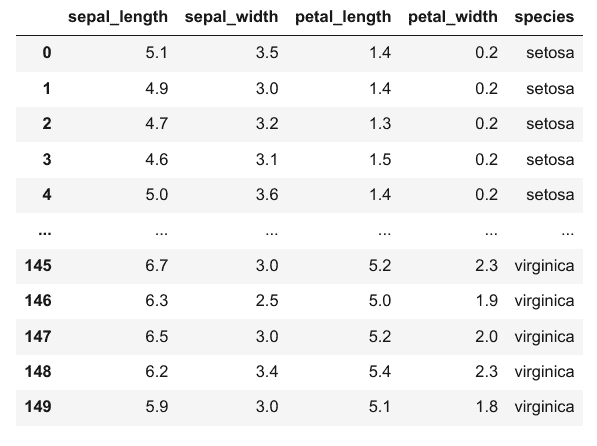 sepal_length sepal_width petal_length petal_width species
0 5.1 3.5 1.4 0.2 setosa
1 4.9 3.0 1.4 0.2 setosa
2 4.7 3.2 1.3 0.2 setosa
3 4.6 3.1 1.5 0.2 setosa
4 5.0 3.6 1.4 0.2 setosa
... ... ... ... ... ...
145 6.7 3.0 5.2 2.3 virginica
146 6.3 2.5 5.0 1.9 virginica
147 6.5 3.0 5.2 2.0 virginica
148 6.2 3.4 5.4 2.3 virginica
149 5.9 3.0 5.1 1.8 virginica